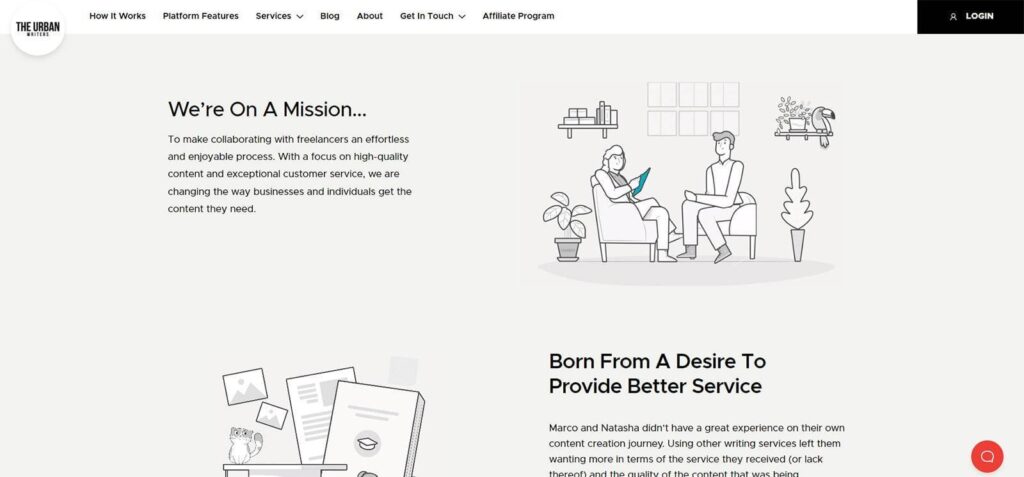 THE URBAN
WRITERS
How It Works Platform Features Services Blog About Get In Touch Affiliate Program LOGIN
We’re On A Mission...
To make collaborating with freelancers an effortless
and enjoyable process. With a focus on high-quality
content and exceptional customer service, we are
changing the way businesses and individuals get the
content they need.
Born From A Desire To
Provide Better Service
Marco and Natasha didn’t have a great experience on their own
content creation journey. Using other writing services left them
wanting more in terms of the service they received (or lack
thereof) and the quality of the content that was being